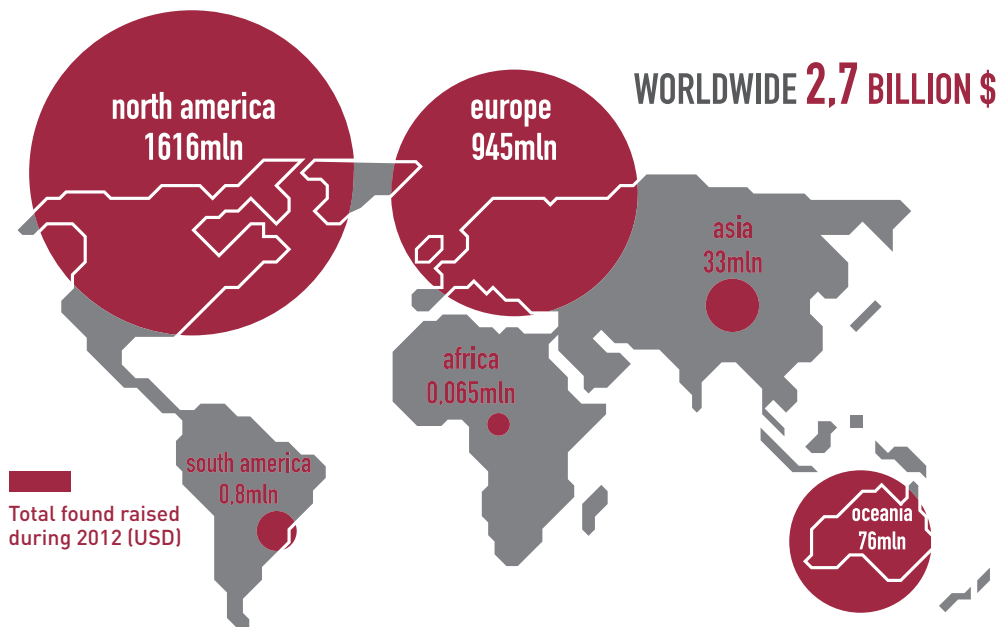 WORLDWIDE 2,7 BILLION $
north america
1616mln
europe
945mln
asia
33mln
africa
0,065mln
south america
0,8mln
oceania
76mln
Total found raised
during 2012 (USD)